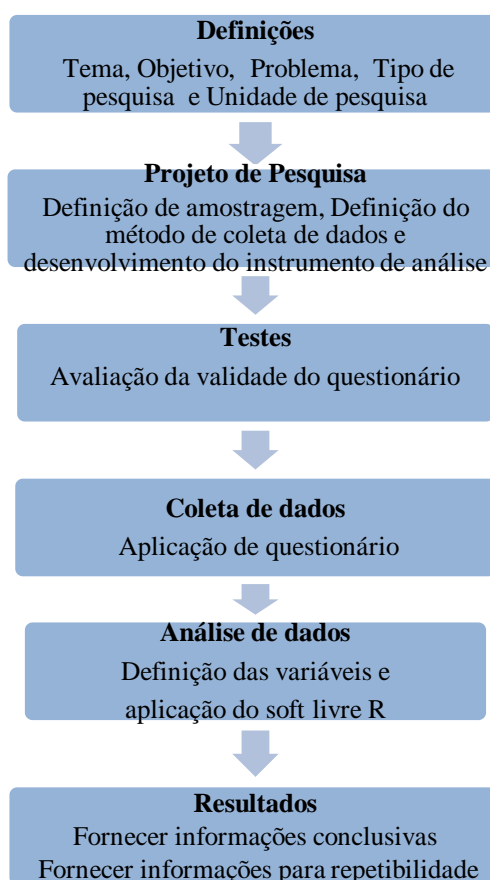 Definições
Tema, Objetivo, Problema, Tipo de
pesquisa e Unidade de pesquisa
Projeto de Pesquisa
Definição de amostragem, Definição do
método de coleta de dados e
desenvolvimento do instrumento de análise
Testes
Avaliação da validade do questionário
Coleta de dados
Aplicação de questionário
Análise de dados
Definição das variáveis e
aplicação do soft livre R
Resultados
Fornecer informações conclusivas
Fornecer informações para repetibilidade